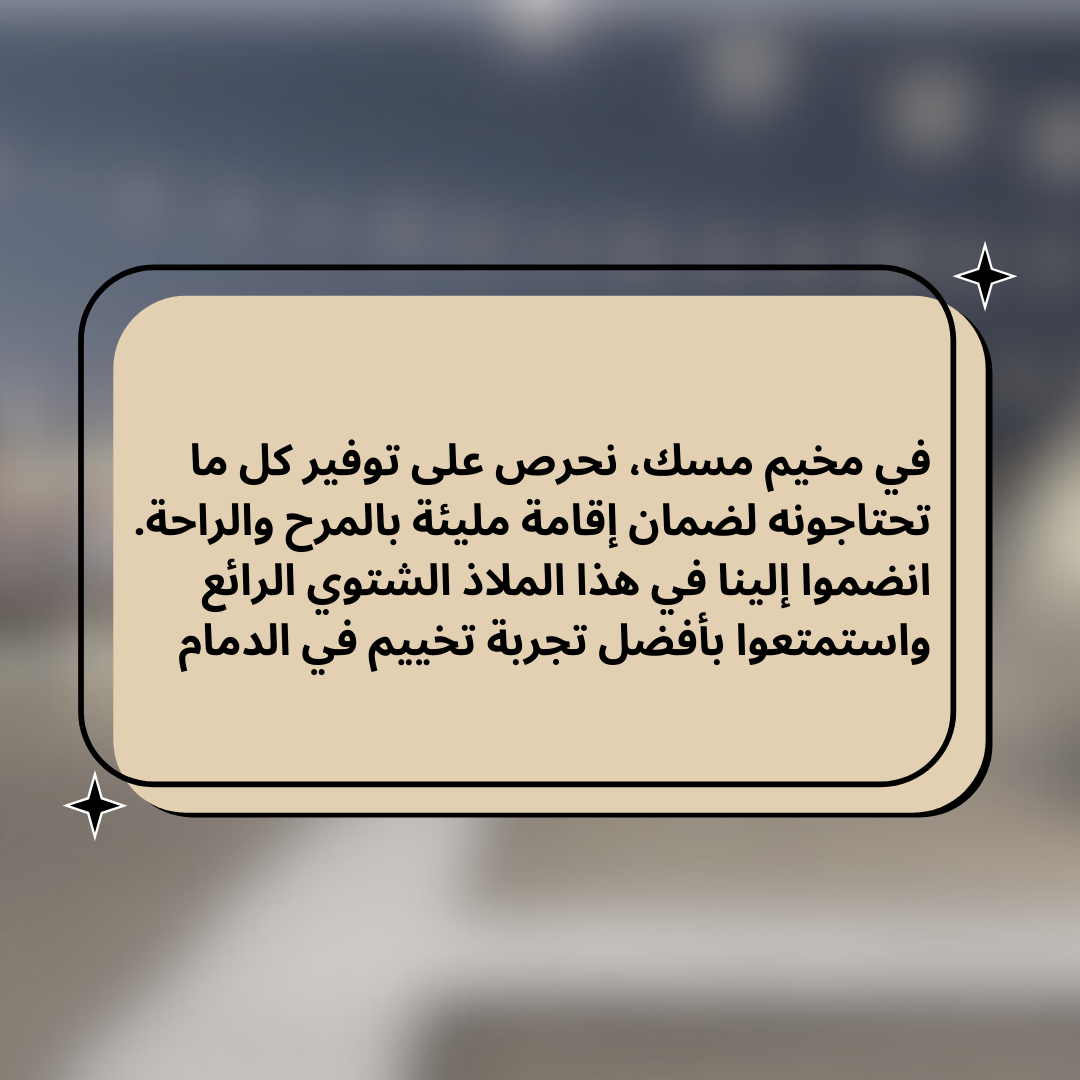 في مخيم مسك، نحرص على توفير كل ما
تحتاجونه لضمان إقامة مليئة بالمرح والراحة.
انضموا إلينا في هذا الملاذ الشتوي الرائع
واستمتعوا بأفضل تجربة تخييم في الدمام